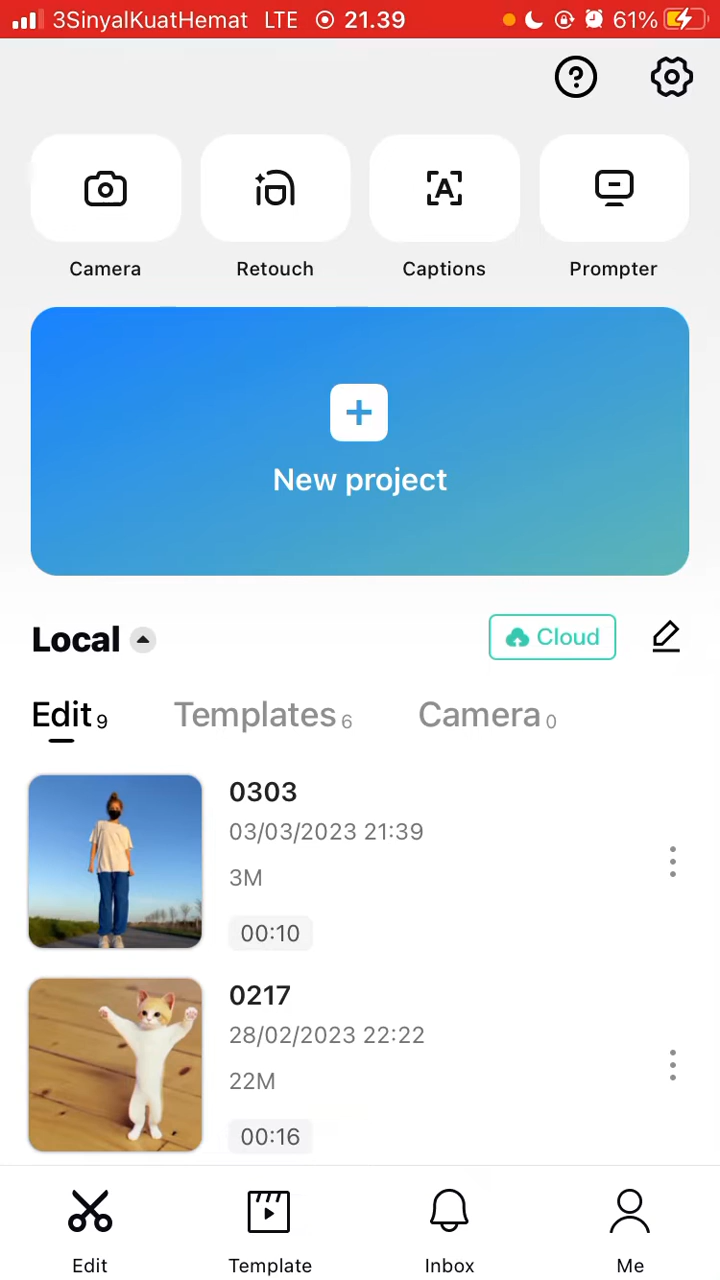 3SinyalKuatHemat LTE 21.39 61%
Camera Retouch Captions Prompter
New project
Local Cloud
Edit 9 Templates 6 Camera 0
0303
03/03/2023 21:39
3M
00:10
0217
28/02/2023 22:22
22M
00:16
Edit Template Inbox Me